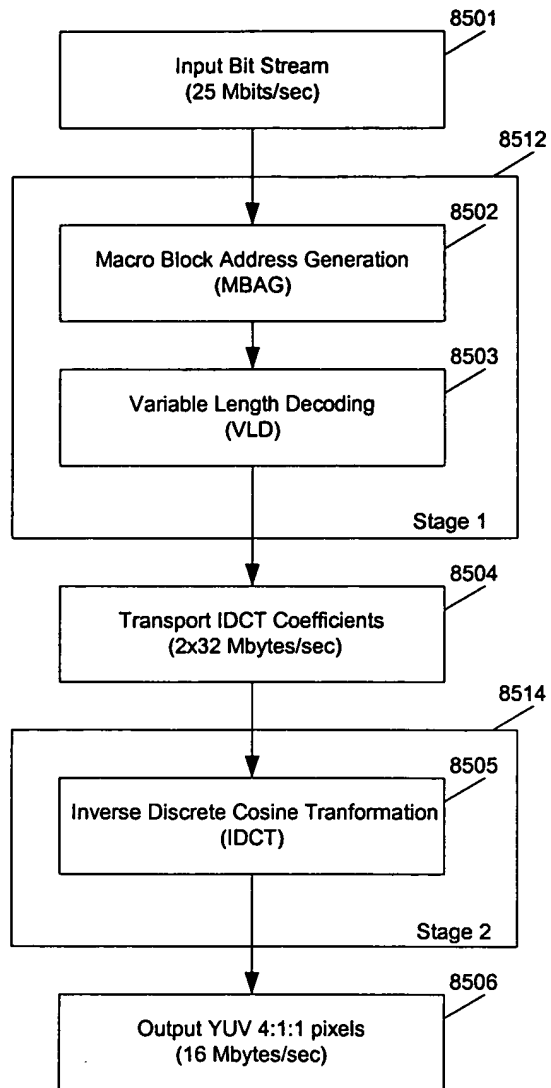 8501
Input Bit Stream
(25 Mbits/sec)
8512
8502
Macro Block Address Generation
(MBAG)
8503
Variable Length Decoding
(VLD)
Stage 1
8504
Transport IDCT Coefficients
(2x32 Mbytes/sec)
8514
8505
Inverse Discrete Cosine Tranformation
(IDCT)
Stage 2
8506
Output YUV 4:1:1 pixels
(16 Mbytes/sec)